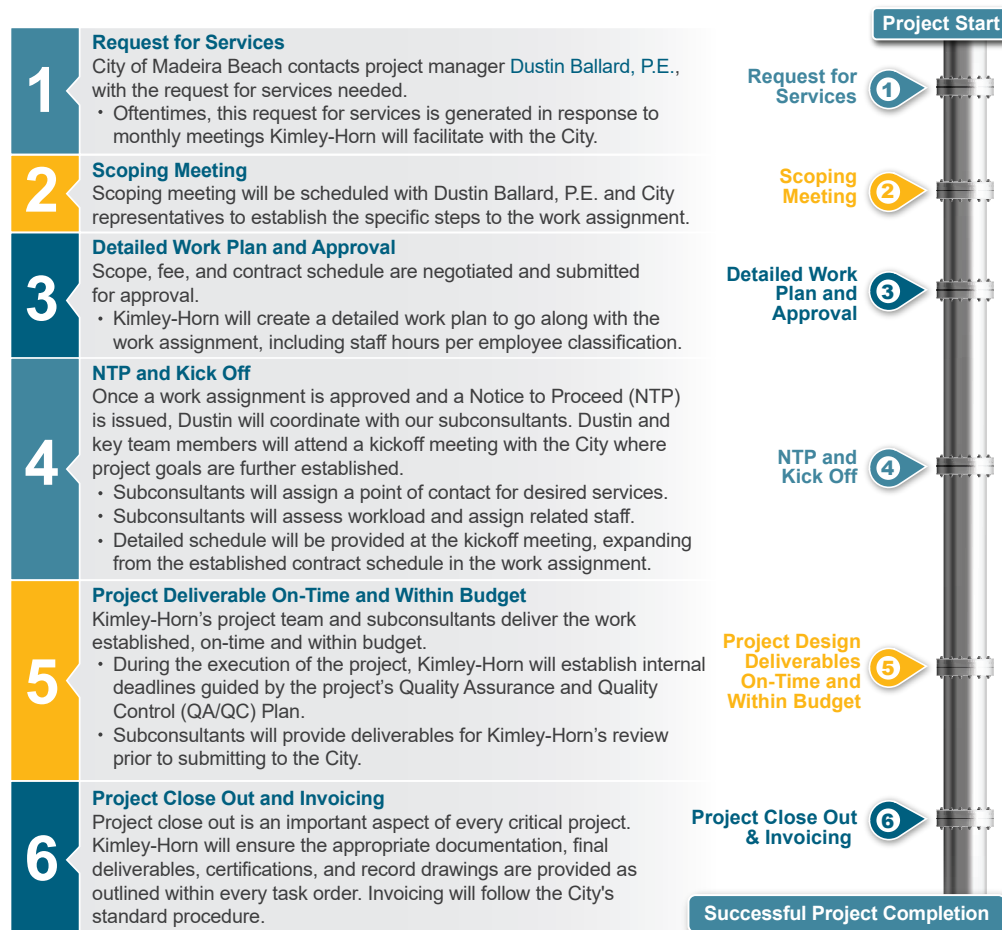 1
Request for Services
City of Madeira Beach contacts project manager Dustin Ballard, P.E.,
with the request for services needed.
• Oftentimes, this request for services is generated in response to
monthly meetings Kimley-Horn will facilitate with the City.
2
Scoping Meeting
Scoping meeting will be scheduled with Dustin Ballard, P.E. and City
representatives to establish the specific steps to the work assignment.
3
Detailed Work Plan and Approval
Scope, fee, and contract schedule are negotiated and submitted
for approval.
• Kimley-Horn will create a detailed work plan to go along with the
work assignment, including staff hours per employee classification.
4
NTP and Kick Off
Once a work assignment is approved and a Notice to Proceed (NTP)
is issued, Dustin will coordinate with our subconsultants. Dustin and
key team members will attend a kickoff meeting with the City where
project goals are further established.
• Subconsultants will assign a point of contact for desired services.
• Subconsultants will assess workload and assign related staff.
• Detailed schedule will be provided at the kickoff meeting, expanding
from the established contract schedule in the work assignment.
5
Project Deliverable On-Time and Within Budget
Kimley-Horn's project team and subconsultants deliver the work
established, on-time and within budget.
• During the execution of the project, Kimley-Horn will establish internal
deadlines guided by the project's Quality Assurance and Quality
Control (QA/QC) Plan.
• Subconsultants will provide deliverables for Kimley-Horn's review
prior to submitting to the City.
6
Project Close Out and Invoicing
Project close out is an important aspect of every critical project.
Kimley-Horn will ensure the appropriate documentation, final
deliverables, certifications, and record drawings are provided as
outlined within every task order. Invoicing will follow the City's
standard procedure.
Project Start
Request for
Services
1
Scoping
Meeting
2
Detailed Work
Plan and
Approval
3
NTP and
Kick Off
4
Project Design
Deliverables
On-Time and
Within Budget
5
Project Close Out
& Invoicing
6
Successful Project Completion